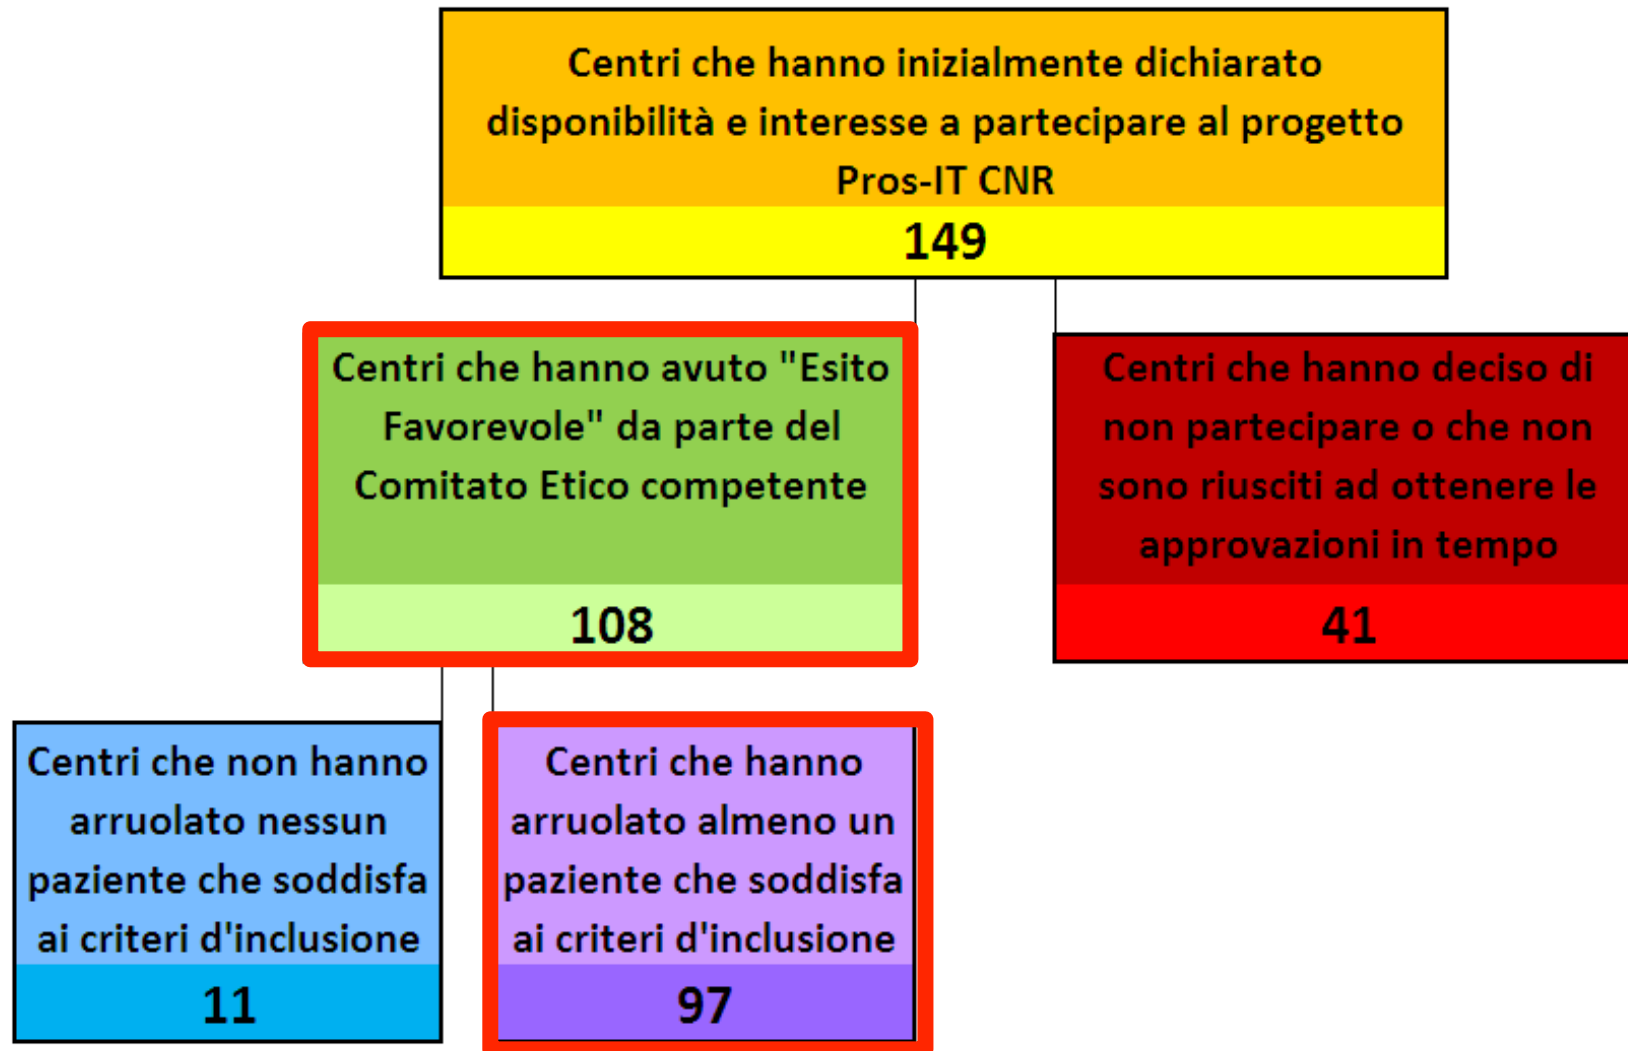 Centri che hanno inizialmente dichiarato
disponibilità e interesse a partecipare al progetto
Pros-IT CNR
149
Centri che hanno avuto "Esito
Favorevole" da parte del
Comitato Etico competente
108
Centri che hanno deciso di
non partecipare o che non
sono riusciti ad ottenere le
approvazioni in tempo
41
Centri che non hanno
arruolato nessun
paziente che soddisfa
ai criteri d'inclusione
11
Centri che hanno
arruolato almeno un
paziente che soddisfa
ai criteri d'inclusione
97